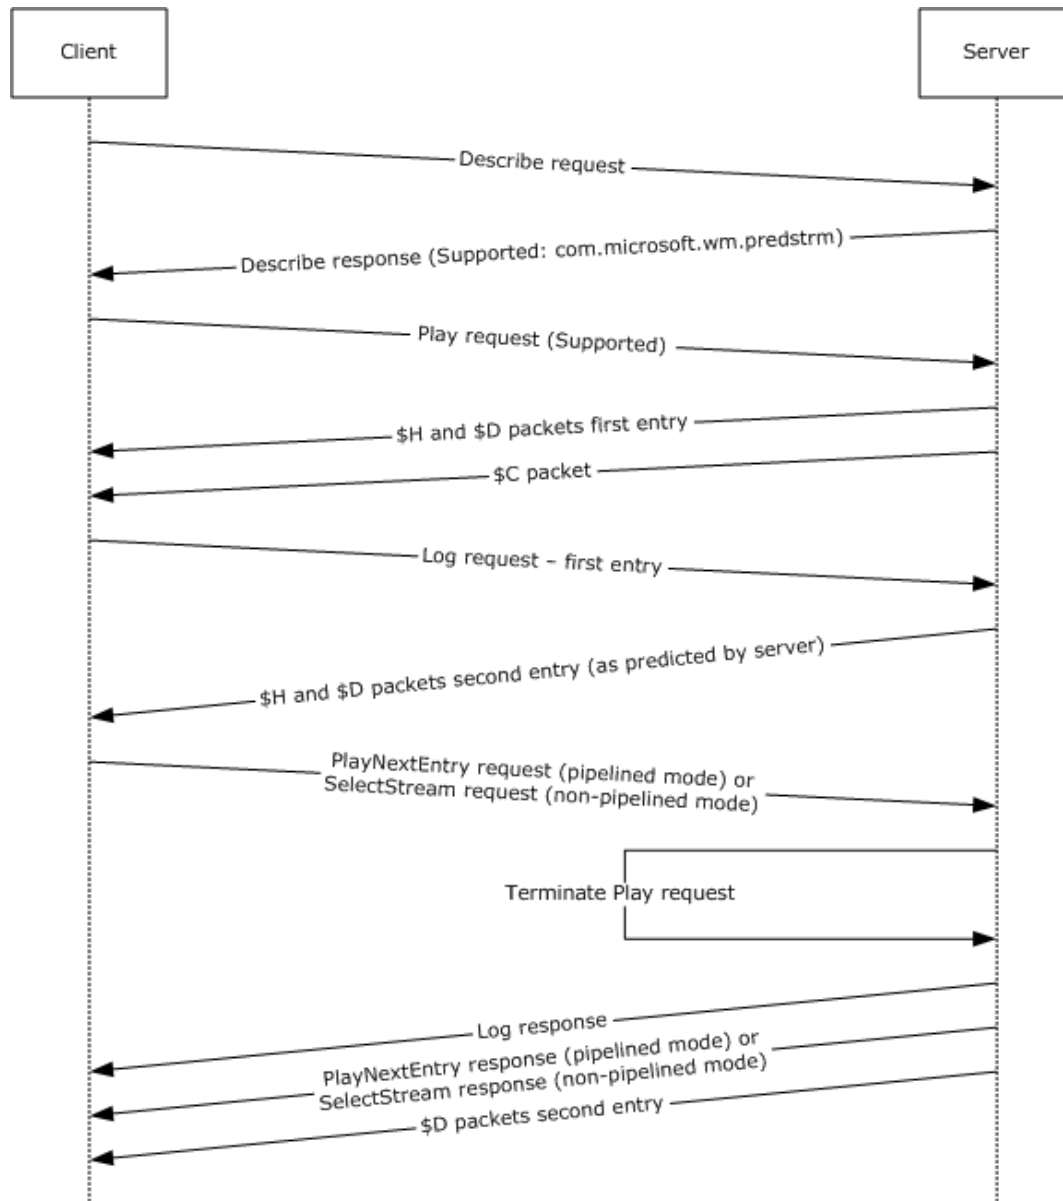 Client
Server
Describe request
Describe response (Supported: com.microsoft.wm.predstrm)
Play request (Supported)
$H and $D packets first entry
$C packet
Log request – first entry
$H and $D packets second entry (as predicted by server)
PlayNextEntry request (pipelined mode) or
SelectStream request (non-pipelined mode)
Terminate Play request
Log response
PlayNextEntry response (pipelined mode) or
SelectStream response (non-pipelined mode)
$D packets second entry